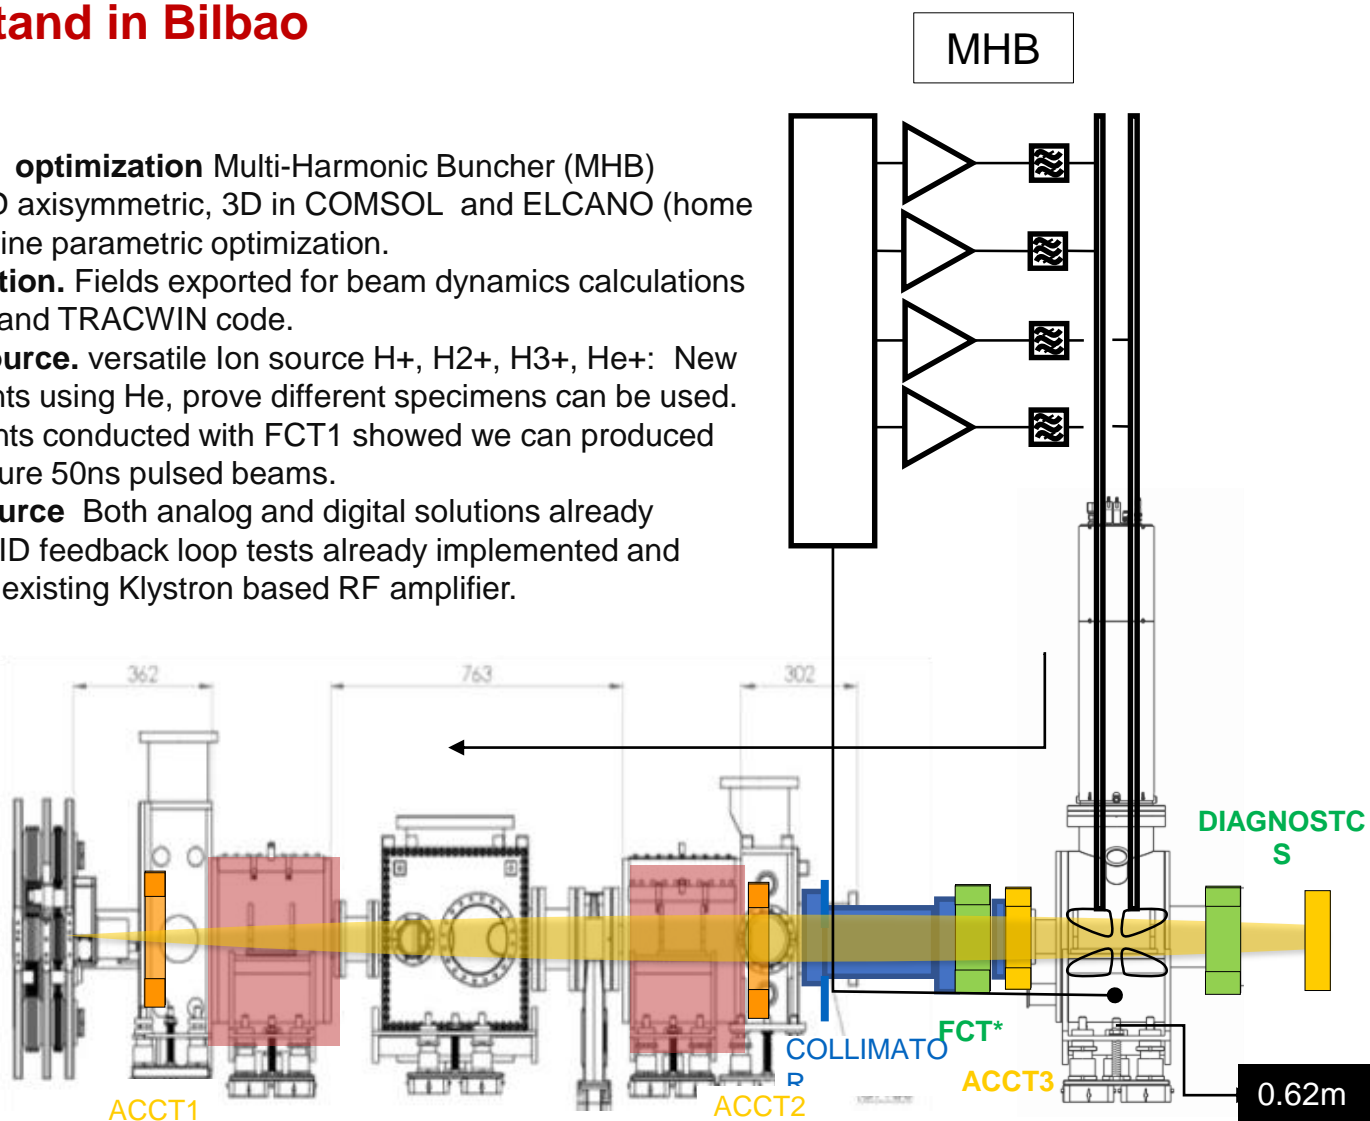 tand in Bilbao
MHB
optimization Multi-Harmonic Buncher (MHB)
D axisymmetric, 3D in COMSOL and ELCANO (home
ine parametric optimization.
tion. Fields exported for beam dynamics calculations
and TRACWIN code.
ource. versatile Ion source H+, H2+, H3+, He+: New
nts using He, prove different specimens can be used.
nts conducted with FCT1 showed we can produced
ure 50ns pulsed beams.
urce Both analog and digital solutions already
ID feedback loop tests already implemented and
existing Klystron based RF amplifier.
362
763
302
DIAGNOSTC
S
FCT*
COLLIMATO
R
ACCT3
0.62m
ACCT1
ACCT2